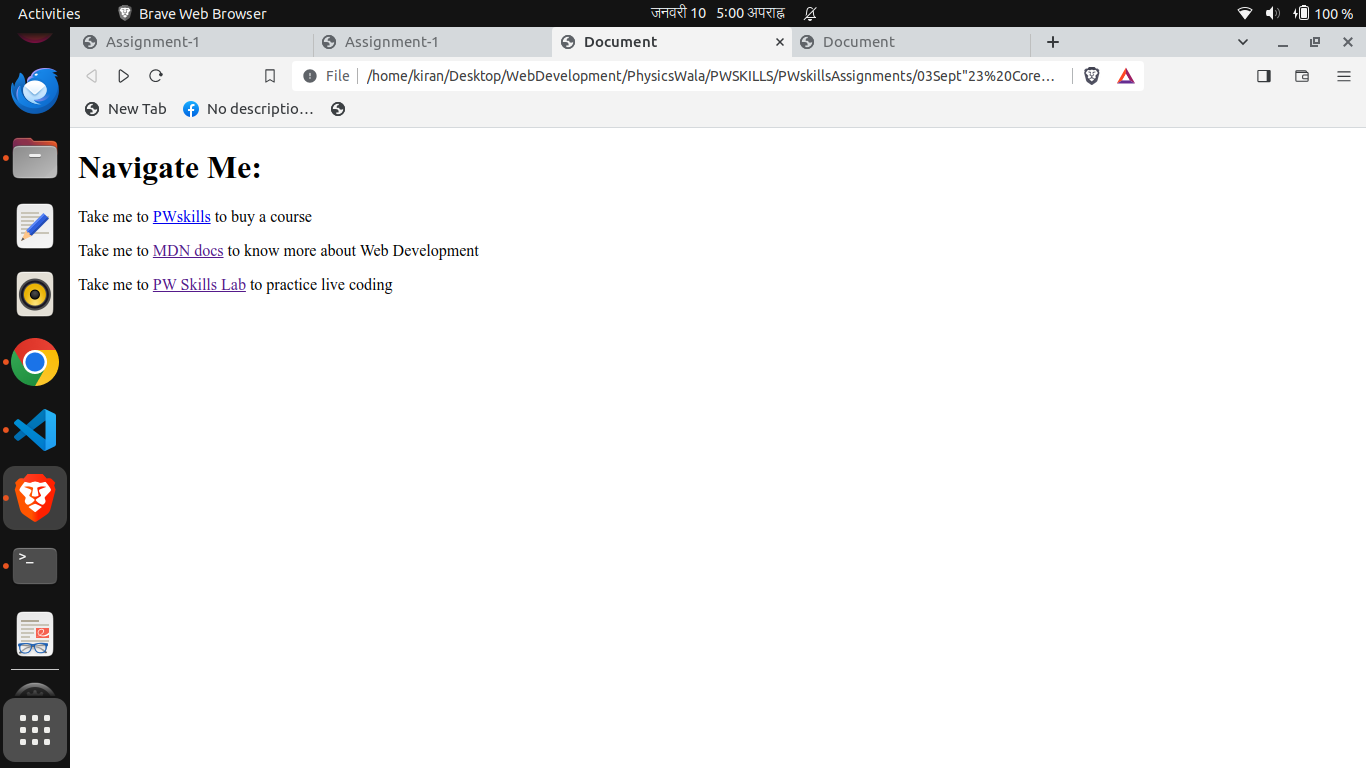 Activities Brave Web Browser जनवरी 10 5:00 अपराह्न 100 %
Assignment-1 Assignment-1 Document Document
File /home/kiran/Desktop/WebDevelopment/PhysicsWala/PWSKILLS/PWskillsAssignments/03Sept"23%20Core…
New Tab No descriptio…
Navigate Me:
Take me to PWskills to buy a course
Take me to MDN docs to know more about Web Development
Take me to PW Skills Lab to practice live coding